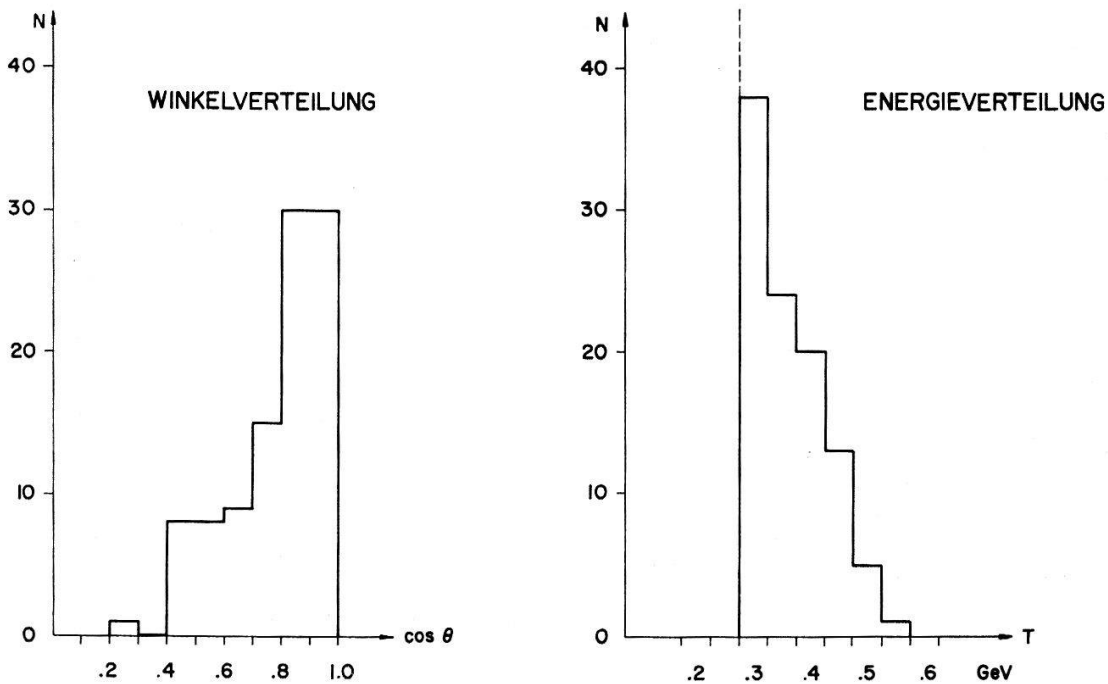 N
40
WINKELVERTEILUNG
30
20
10
0
cos θ
.2 .4 .6 .8 1.0
N
40
ENERGIEVERTEILUNG
30
20
10
0
T
.2 .3 .4 .5 .6 GeV